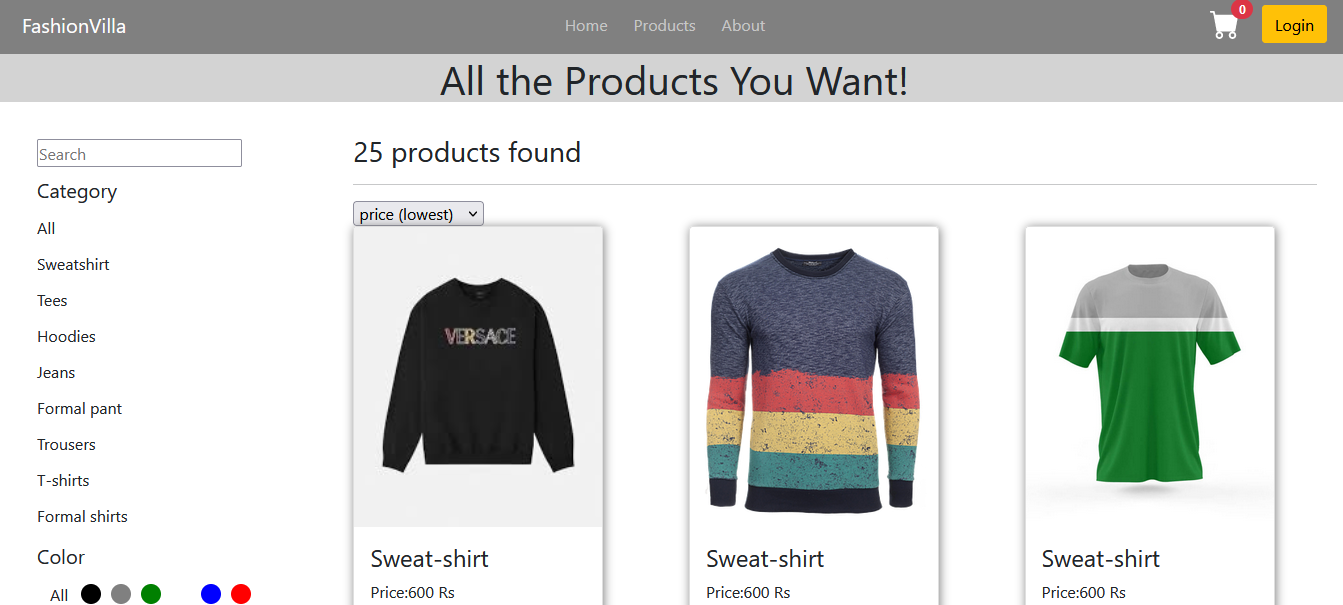 FashionVilla
Home Products About
0
Login
All the Products You Want!
Search
Category
All
Sweatshirt
Tees
Hoodies
Jeans
Formal pant
Trousers
T-shirts
Formal shirts
Color
All
25 products found
price (lowest)
VERSACE
Sweat-shirt
Price:600 Rs
Sweat-shirt
Price:600 Rs
Sweat-shirt
Price:600 Rs